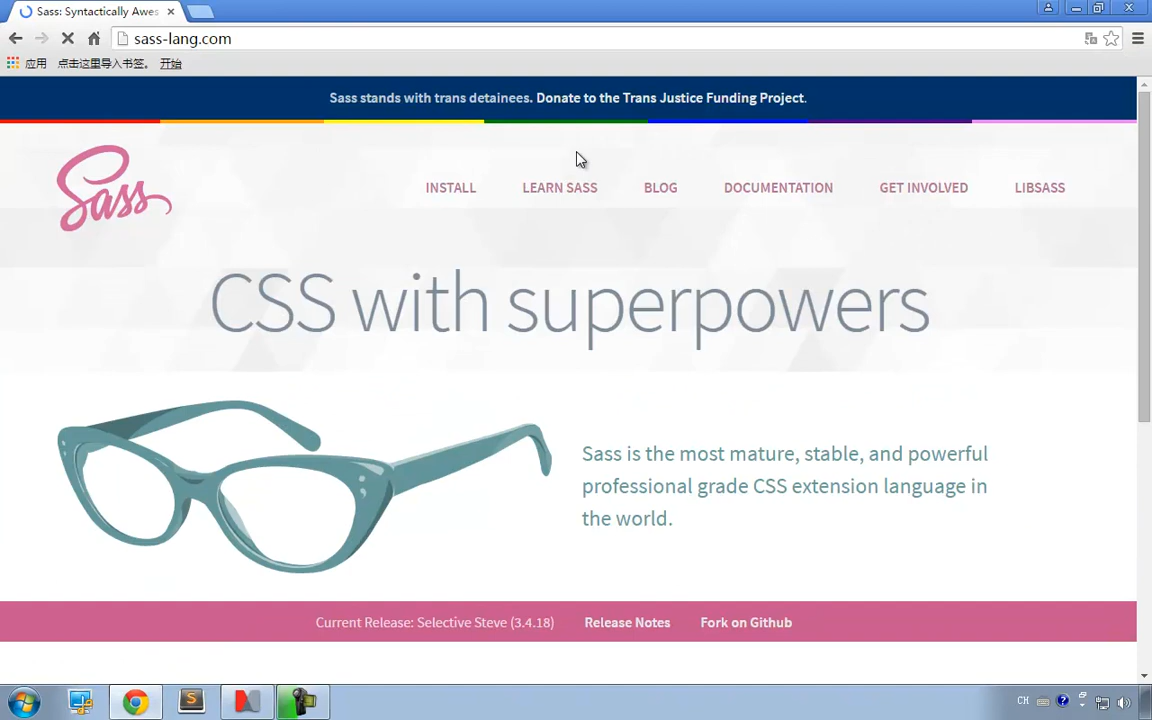 Sass: Syntactically Awes
sass-lang.com
应用 点击这里导入书签。 开始
Sass stands with trans detainees. Donate to the Trans Justice Funding Project.
Sass
INSTALL LEARN SASS BLOG DOCUMENTATION GET INVOLVED LIBSASS
CSS with superpowers
Sass is the most mature, stable, and powerful
professional grade CSS extension language in
the world.
Current Release: Selective Steve (3.4.18) Release Notes Fork on Github
CH